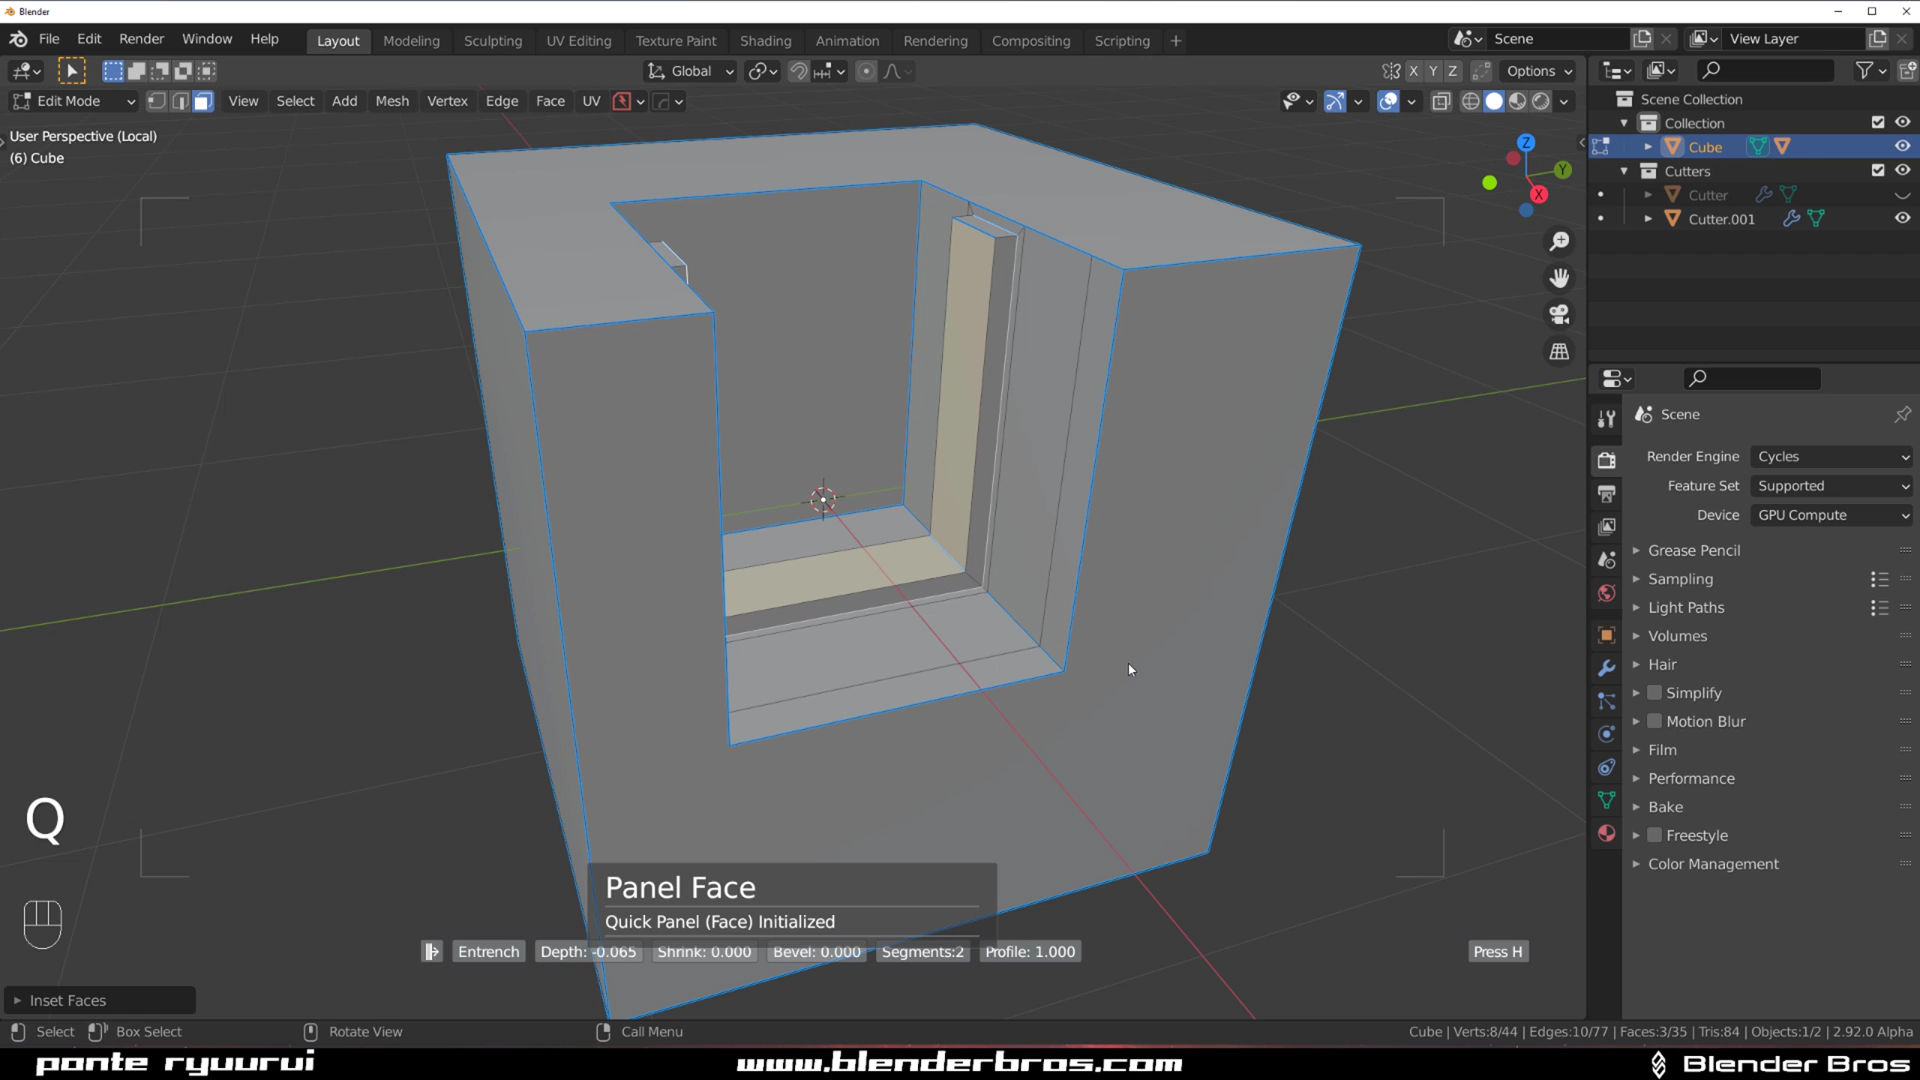 Blender
File Edit Render Window Help Layout Modeling Sculpting UV Editing Texture Paint Shading Animation Rendering Compositing Scripting + Scene View Layer
Global X Y Z Options
Edit Mode View Select Add Mesh Vertex Edge Face UV
User Perspective (Local)
(6) Cube
Z
Y
X
Scene Collection
Collection
Cube
Cutters
Cutter
Cutter.001
Scene
Render Engine Cycles
Feature Set Supported
Device GPU Compute
Grease Pencil
Sampling
Light Paths
Volumes
Hair
Simplify
Motion Blur
Film
Performance
Bake
Freestyle
Color Management
Q
Panel Face
Quick Panel (Face) Initialized
Entrench Depth: -0.065 Shrink: 0.000 Bevel: 0.000 Segments:2 Profile: 1.000 Press H
Inset Faces
Select Box Select Rotate View Call Menu Cube | Verts:8/44 | Edges:10/77 | Faces:3/35 | Tris:84 | Objects:1/2 | 2.92.0 Alpha
ponte ryuurui www.blenderbros.com Blender Bros